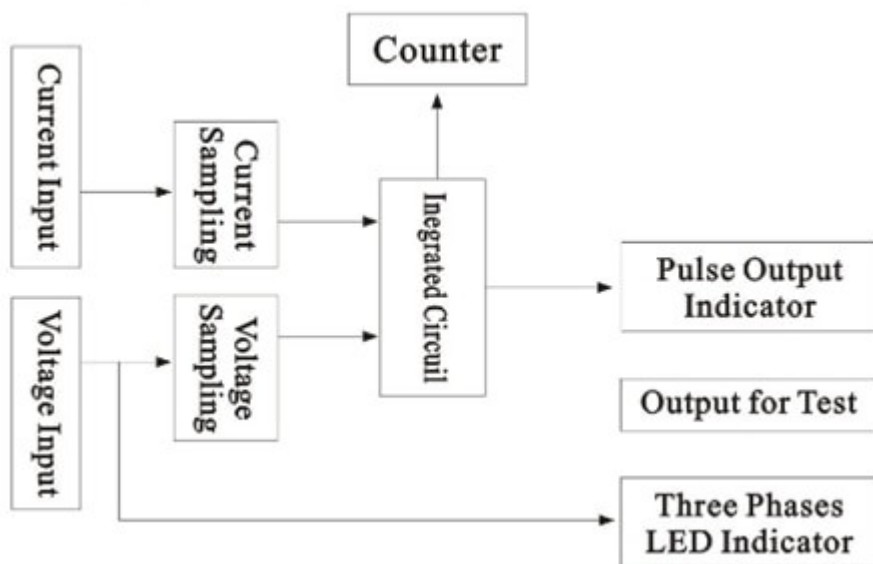 Counter
Current Input
Current
Sampling
Inegrated Circuil
Voltage Input
Voltage
Sampling
Pulse Output
Indicator
Output for Test
Three Phases
LED Indicator